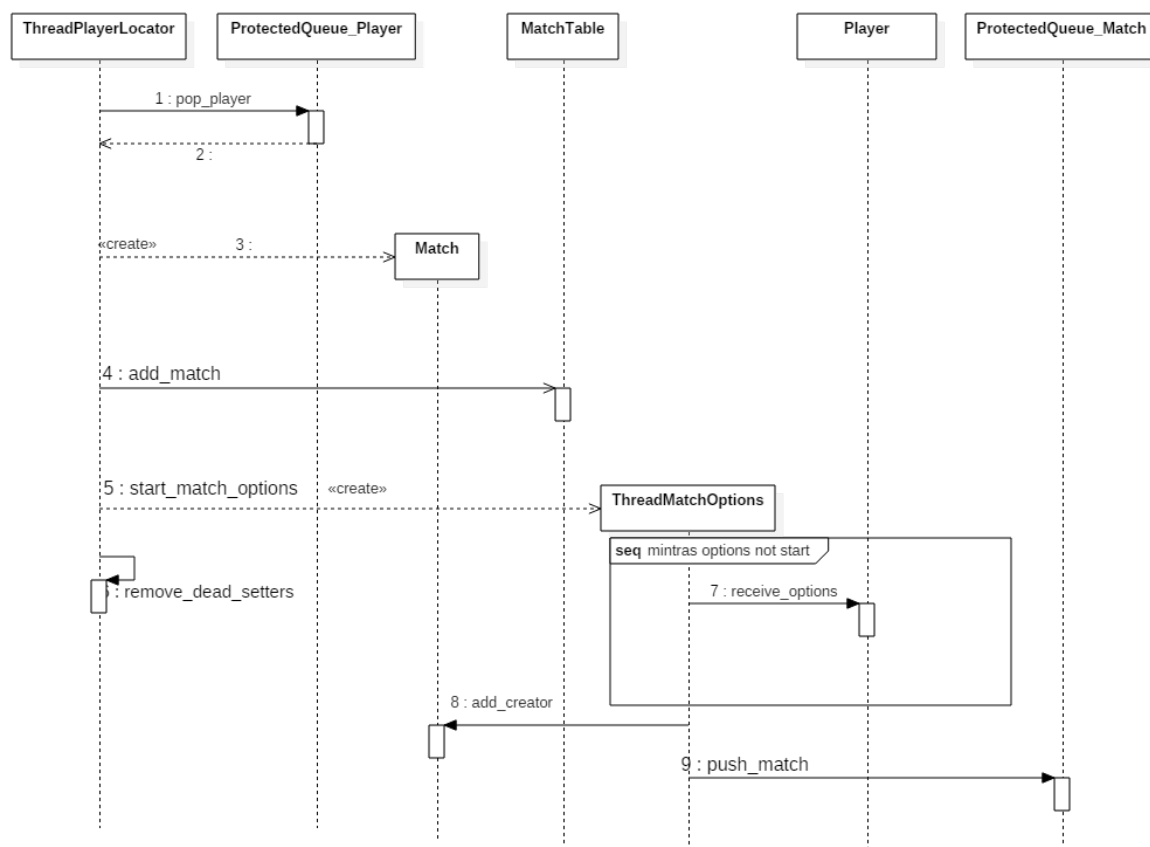 ThreadPlayerLocator
ProtectedQueue_Player
MatchTable
Player
ProtectedQueue_Match
1 : pop_player
2 :
«create»
3 :
Match
4 : add_match
5 : start_match_options
«create»
ThreadMatchOptions
seq mintras options not start
6 : remove_dead_setters
7 : receive_options
8 : add_creator
9 : push_match